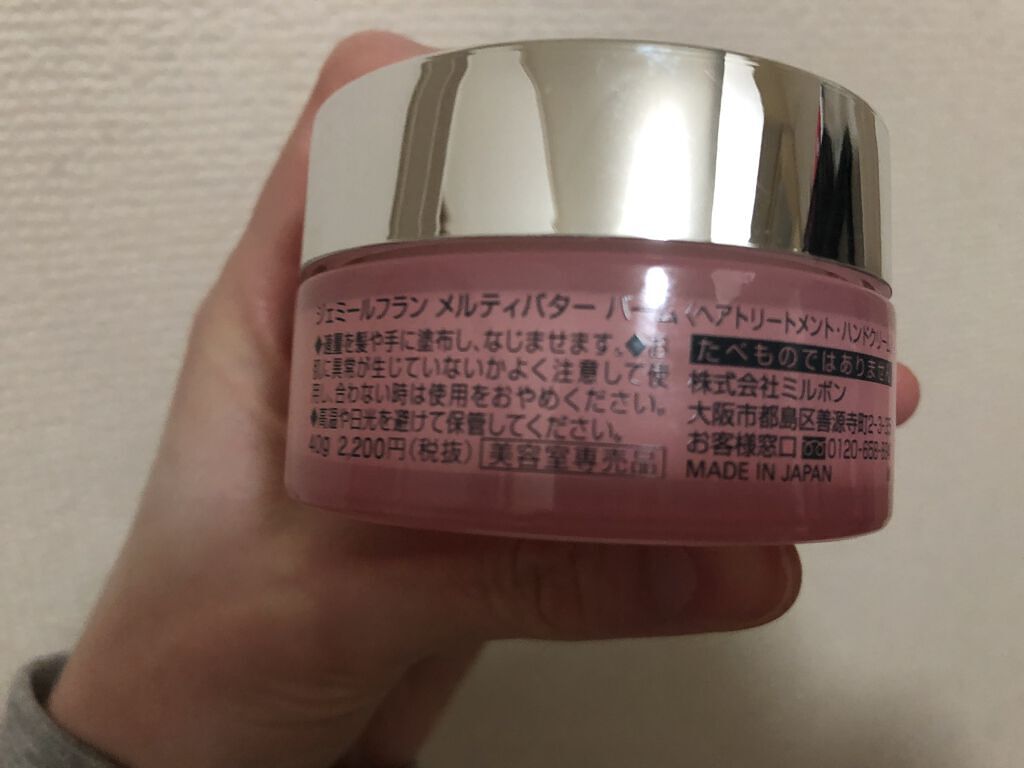 ジェミールフラン メルティバター バーム〈ヘアトリートメント・ハンドクリーム
◆適量を髪や手に塗布し、なじませます。◆お
肌に異常が生じていないかよく注意して使
用し、合わない時は使用をおやめください。
◆高温や日光を避けて保管してください。
40g 2,200円(税抜) 美容室専売品
たべものではありません
株式会社ミルボン
大阪市都島区善源寺町2-3-35
お客様窓口 0120-658-894
MADE IN JAPAN